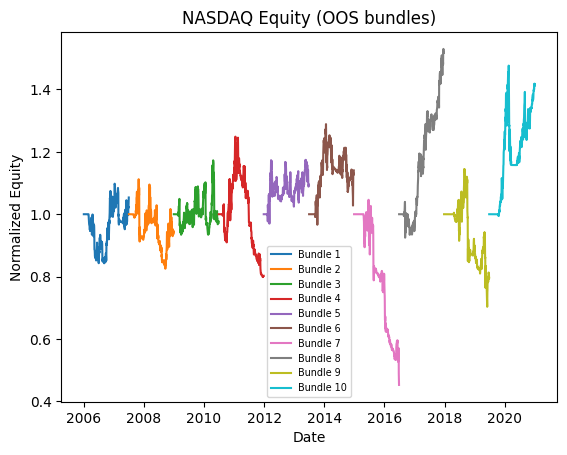 NASDAQ Equity (OOS bundles)
Normalized Equity
1.4
1.2
1.0
0.8
0.6
0.4
Bundle 1
Bundle 2
Bundle 3
Bundle 4
Bundle 5
Bundle 6
Bundle 7
Bundle 8
Bundle 9
Bundle 10
2006 2008 2010 2012 2014 2016 2018 2020
Date